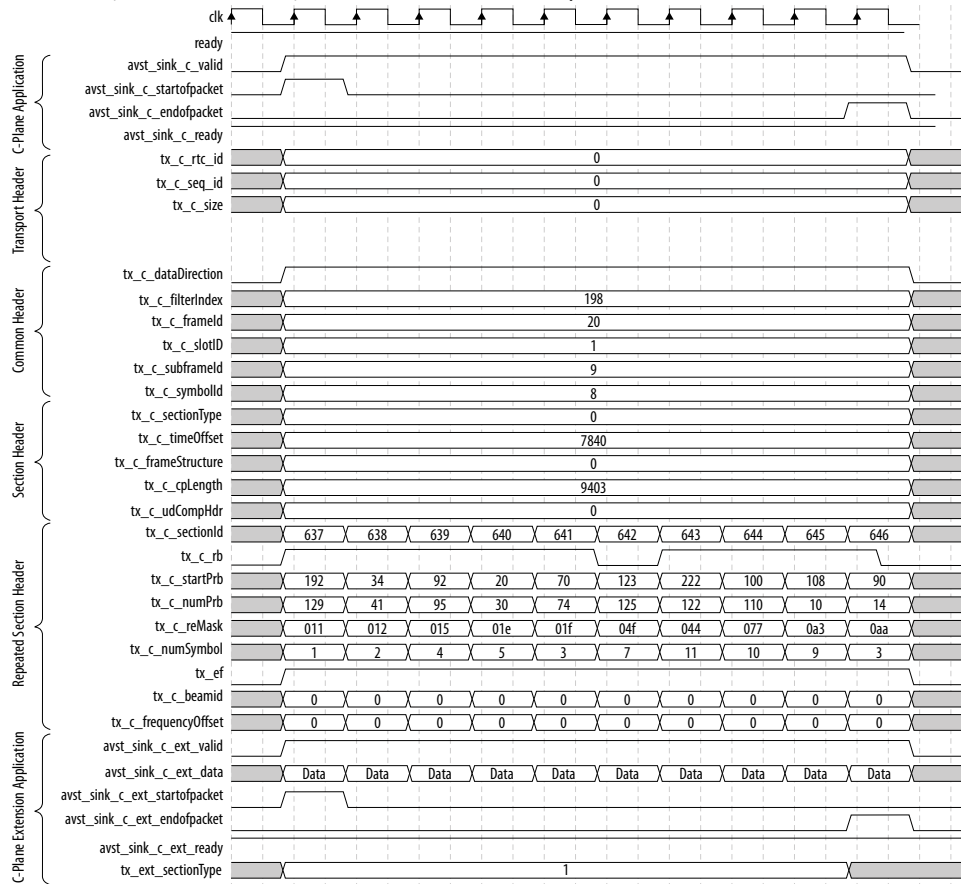 clk
ready
C-Plane Application
avst_sink_c_valid
avst_sink_c_startofpacket
avst_sink_c_endofpacket
avst_sink_c_ready
Transport Header
tx_c_rtc_id 0
tx_c_seq_id 0
tx_c_size 0
Common Header
tx_c_dataDirection
tx_c_filterIndex 198
tx_c_frameId 20
tx_c_slotID 1
tx_c_subframeId 9
tx_c_symbolId 8
Section Header
tx_c_sectionType 0
tx_c_timeOffset 7840
tx_c_frameStructure 0
tx_c_cpLength 9403
tx_c_udCompHdr 0
Repeated Section Header
tx_c_sectionId 637 638 639 640 641 642 643 644 645 646
tx_c_rb
tx_c_startPrb 192 34 92 20 70 123 222 100 108 90
tx_c_numPrb 129 41 95 30 74 125 122 110 10 14
tx_c_reMask 011 012 015 01e 01f 04f 044 077 0a3 0aa
tx_c_numSymbol 1 2 4 5 3 7 11 10 9 3
tx_ef
tx_c_beamid 0 0 0 0 0 0 0 0 0 0
tx_c_frequencyOffset 0 0 0 0 0 0 0 0 0 0
C-Plane Extension Application
avst_sink_c_ext_valid
avst_sink_c_ext_data Data Data Data Data Data Data Data Data Data Data
avst_sink_c_ext_startofpacket
avst_sink_c_ext_endofpacket
avst_sink_c_ext_ready
tx_ext_sectionType 1